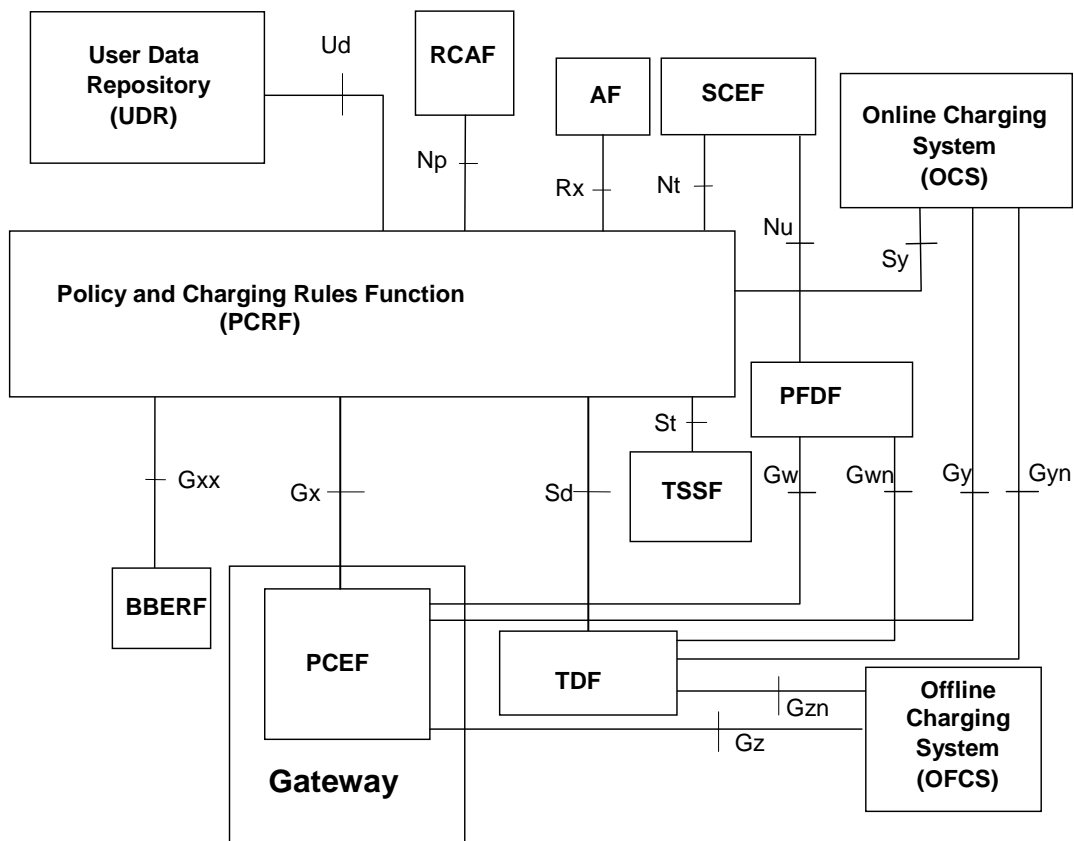 User Data
Repository
(UDR)
Ud
RCAF
AF
SCEF
Online Charging
System
(OCS)
Np
Rx
Nt
Nu
Sy
Policy and Charging Rules Function
(PCRF)
PFDF
St
Gxx
Gx
Sd
TSSF
Gw
Gwn
Gy
Gyn
BBERF
PCEF
TDF
Offline
Charging
System
(OFCS)
Gzn
Gz
Gateway